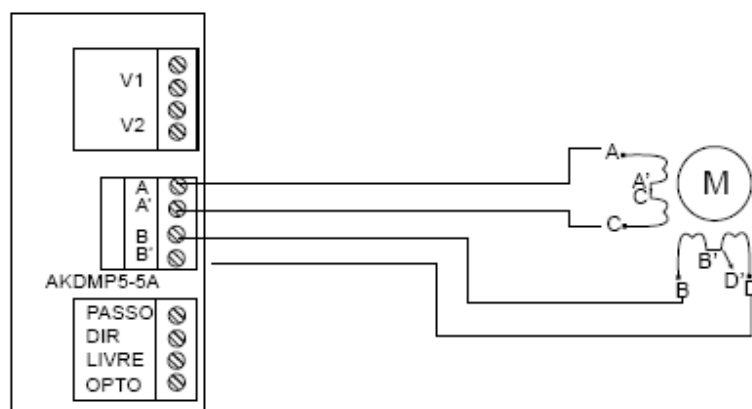 V1
V2
A
A'
B
B'
AKDMP5-5A
PASSO
DIR
LIVRE
OPTO
A
A'
C
C
M
B
B'
D'
D